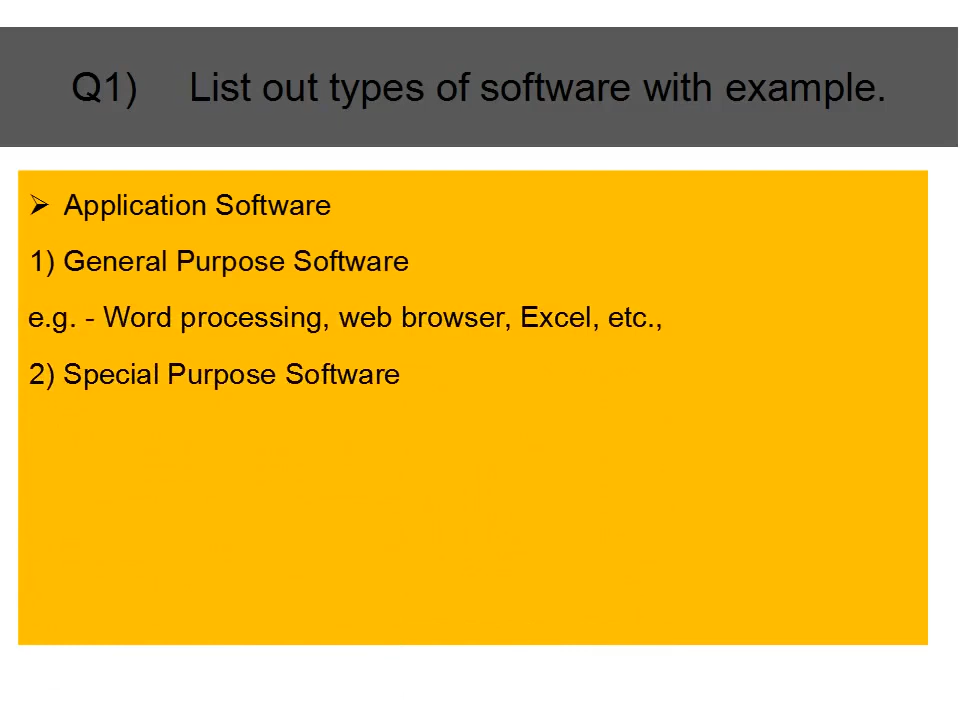 Q1) List out types of software with example.
➢ Application Software
1) General Purpose Software
e.g. - Word processing, web browser, Excel, etc.,
2) Special Purpose Software